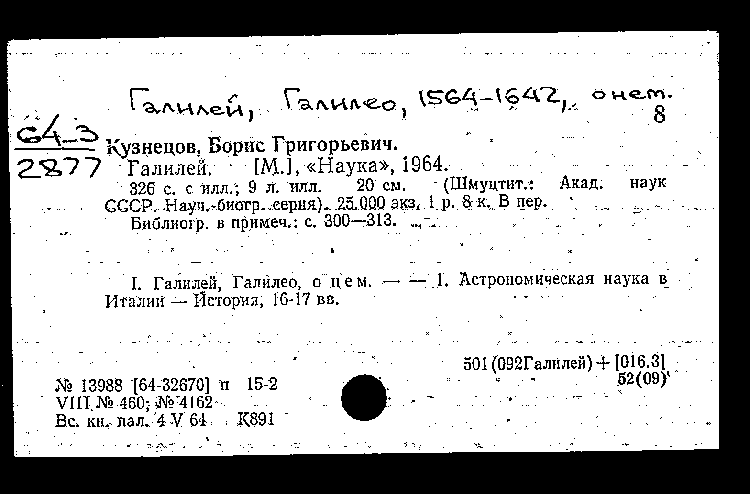 Галилей, Галилео, 1564-1642, о нем.
8
64-3
2877
Кузнецов, Борис Григорьевич.
Галилей. [М.], «Наука», 1964.
326 с. с илл.; 9 л. илл. 20 см. (Шмуцтит.: Акад. наук
СССР. Науч.-биогр. серия). 25.000 экз. 1 р. 8 к. В пер.
Библиогр. в примеч.: с. 300—313.
I. Галилей, Галилео, о нем. — — 1. Астрономическая наука в
Италии — История, 16-17 вв.
501(092Галилей)+[016.3]
52(09)
№ 13988 [64-32670] п 15-2
VIII № 460; № 4162
Вс. кн. пал. 4 V 64 К891